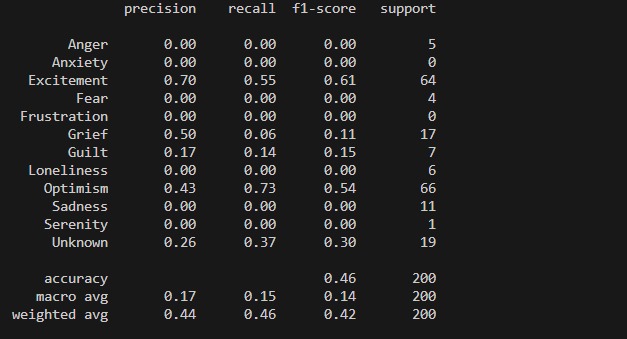 precision recall f1-score support
Anger 0.00 0.00 0.00 5
Anxiety 0.00 0.00 0.00 0
Excitement 0.70 0.55 0.61 64
Fear 0.00 0.00 0.00 4
Frustration 0.00 0.00 0.00 0
Grief 0.50 0.06 0.11 17
Guilt 0.17 0.14 0.15 7
Loneliness 0.00 0.00 0.00 6
Optimism 0.43 0.73 0.54 66
Sadness 0.00 0.00 0.00 11
Serenity 0.00 0.00 0.00 1
Unknown 0.26 0.37 0.30 19
accuracy 0.46 200
macro avg 0.17 0.15 0.14 200
weighted avg 0.44 0.46 0.42 200